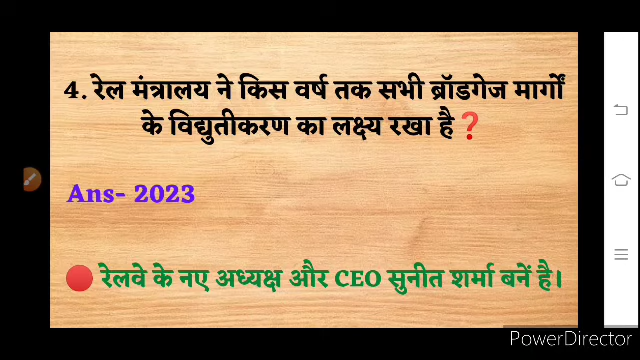 4. रेल मंत्रालय ने किस वर्ष तक सभी ब्रॉडगेज मार्गों
के विद्युतीकरण का लक्ष्य रखा है❓
Ans- 2023
🔴 रेलवे के नए अध्यक्ष और CEO सुनीत शर्मा बनें है।
PowerDirector